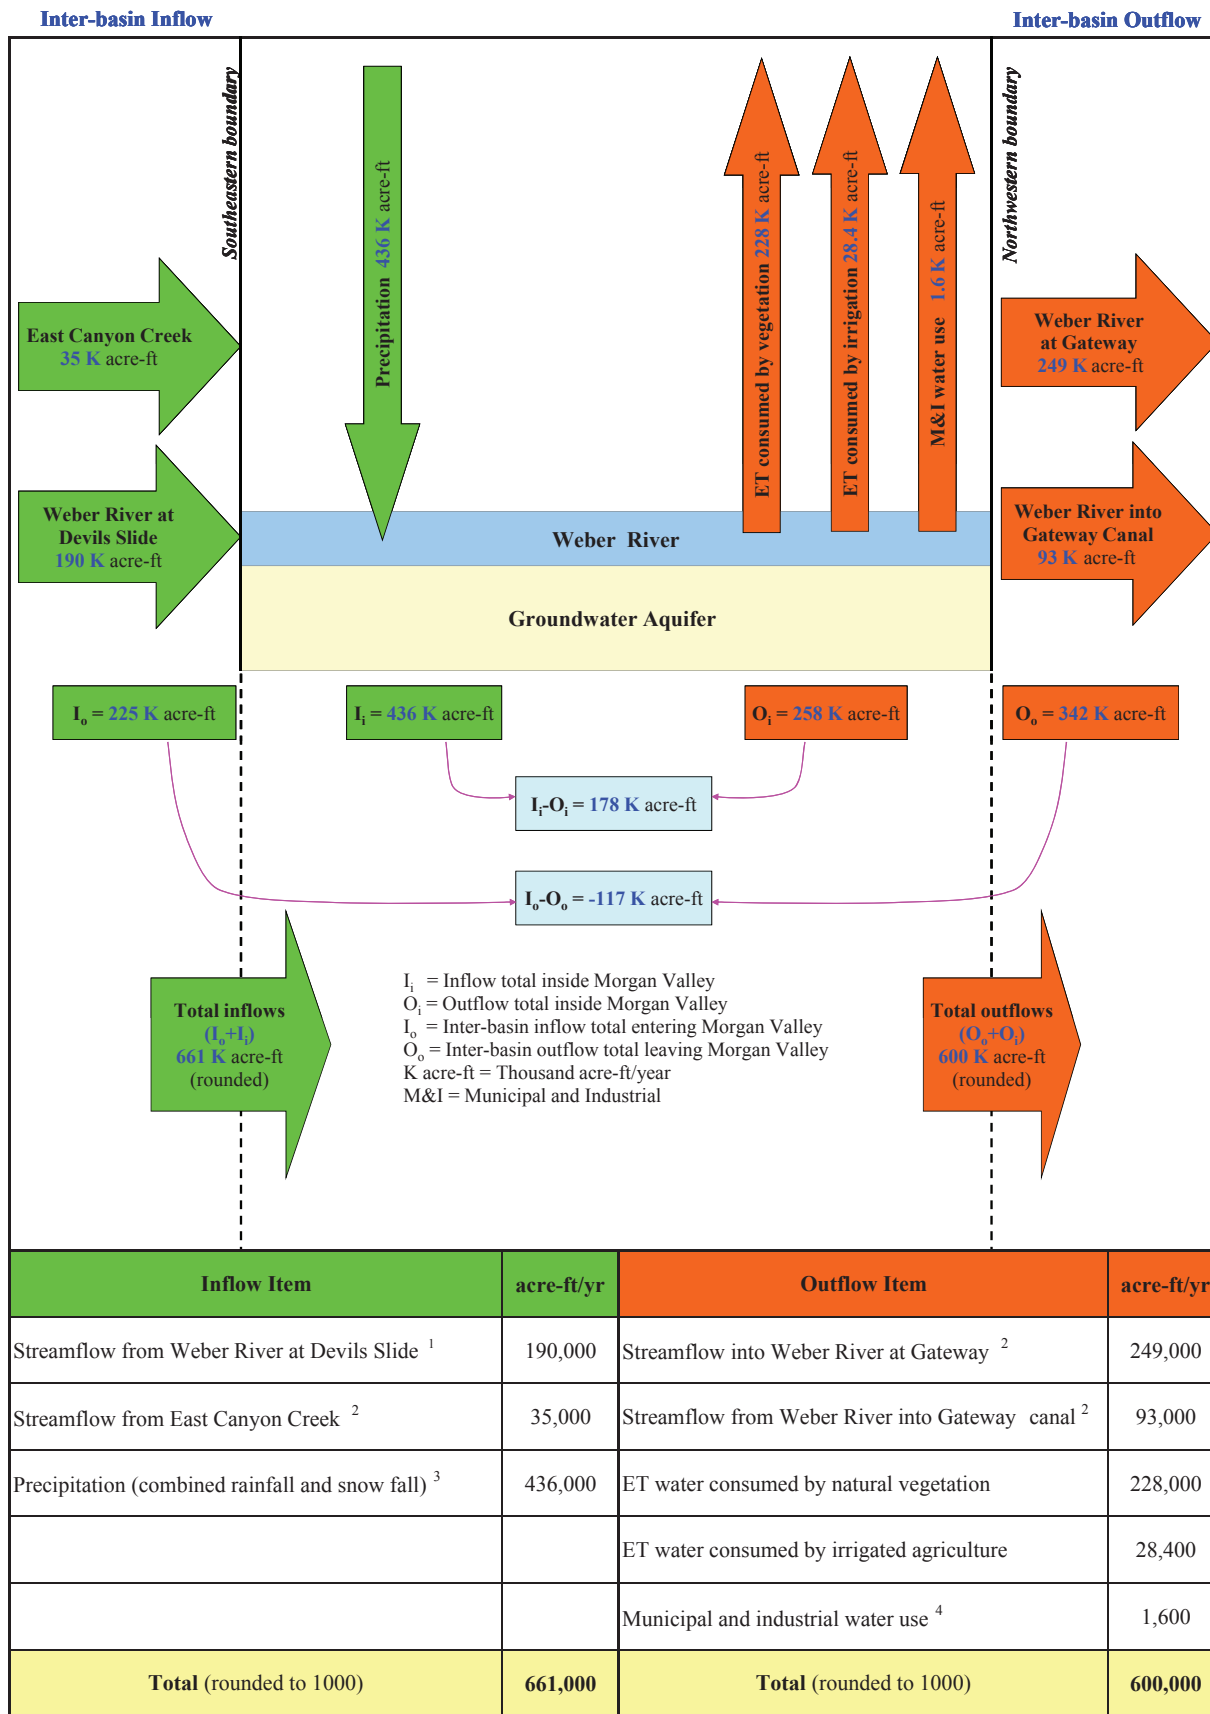 Inter-basin Inflow
Inter-basin Outflow
Southeastern boundary
Northwestern boundary
Precipitation 436 K acre-ft
ET consumed by vegetation 228 K acre-ft
ET consumed by irrigation 28.4 K acre-ft
M&I water use 1.6 K acre-ft
East Canyon Creek
35 K acre-ft
Weber River
at Gateway
249 K acre-ft
Weber River at
Devils Slide
190 K acre-ft
Weber River into
Gateway Canal
93 K acre-ft
Weber River
Groundwater Aquifer
Io = 225 K acre-ft
Ii = 436 K acre-ft
Oi = 258 K acre-ft
Oo = 342 K acre-ft
Ii-Oi = 178 K acre-ft
Io-Oo = -117 K acre-ft
Total inflows
(Io+Ii)
661 K acre-ft
(rounded)
Ii = Inflow total inside Morgan Valley
Oi = Outflow total inside Morgan Valley
Io = Inter-basin inflow total entering Morgan Valley
Oo = Inter-basin outflow total leaving Morgan Valley
K acre-ft = Thousand acre-ft/year
M&I = Municipal and Industrial
Total outflows
(Oo+Oi)
600 K acre-ft
(rounded)
Inflow Item acre-ft/yr Outflow Item acre-ft/yr
Streamflow from Weber River at Devils Slide 1 190,000 Streamflow into Weber River at Gateway 2 249,000
Streamflow from East Canyon Creek 2 35,000 Streamflow from Weber River into Gateway canal 2 93,000
Precipitation (combined rainfall and snow fall) 3 436,000 ET water consumed by natural vegetation 228,000
ET water consumed by irrigated agriculture 28,400
Municipal and industrial water use 4 1,600
Total (rounded to 1000) 661,000 Total (rounded to 1000) 600,000